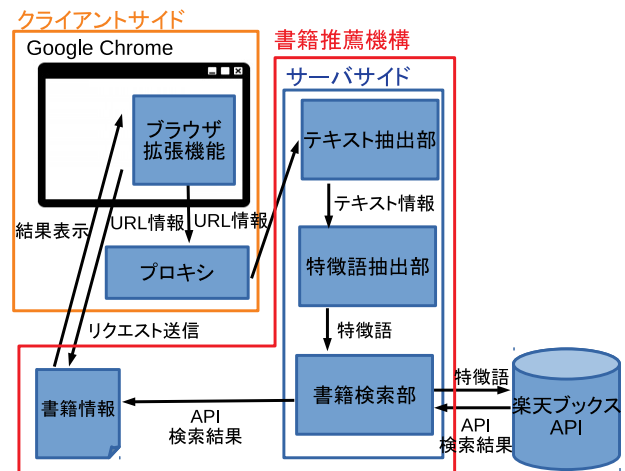 クライアントサイド
Google Chrome
書籍推薦機構
サーバサイド
ブラウザ
拡張機能
テキスト抽出部
結果表示
URL情報
URL情報
テキスト情報
プロキシ
特徴語抽出部
リクエスト送信
特徴語
書籍情報
API
検索結果
書籍検索部
特徴語
API
検索結果
楽天ブックス
API